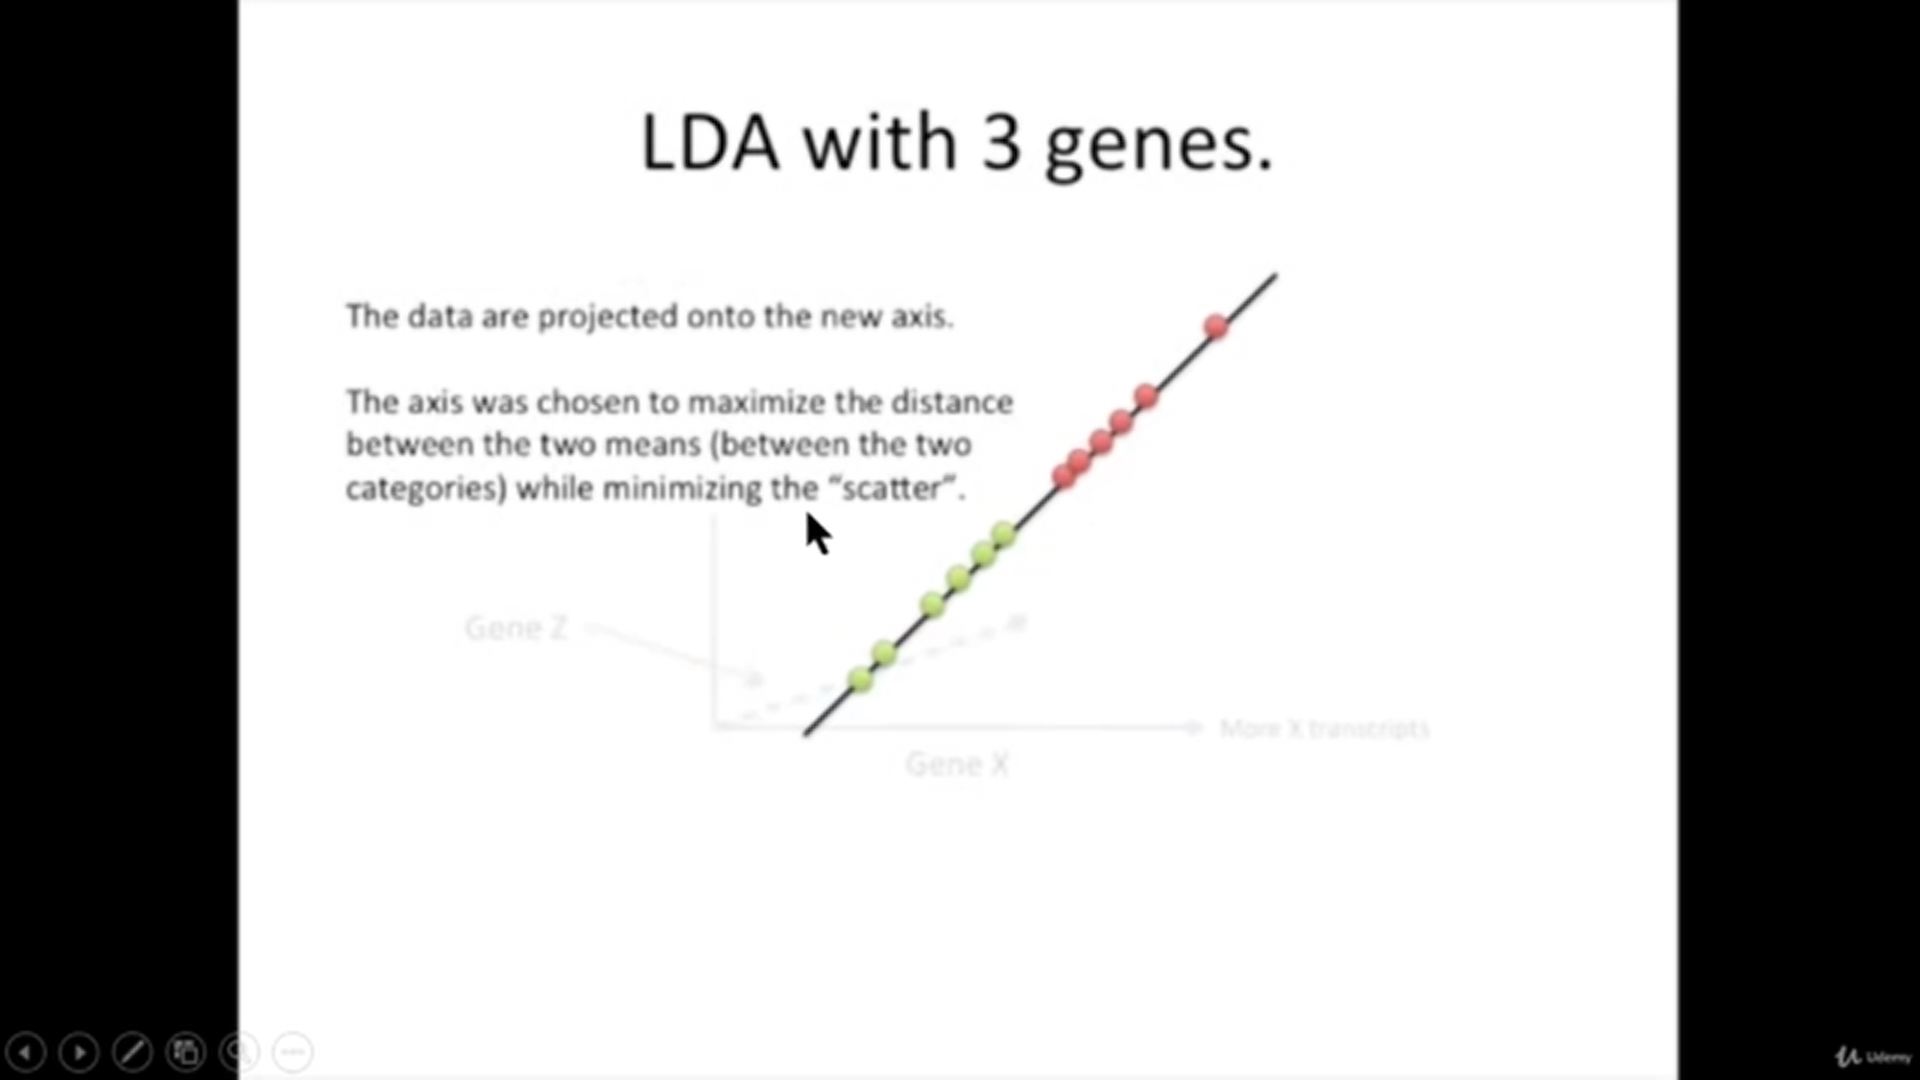 LDA with 3 genes.
The data are projected onto the new axis.
The axis was chosen to maximize the distance
between the two means (between the two
categories) while minimizing the “scatter”.
Gene Z
More X transcripts
Gene X
Udemy